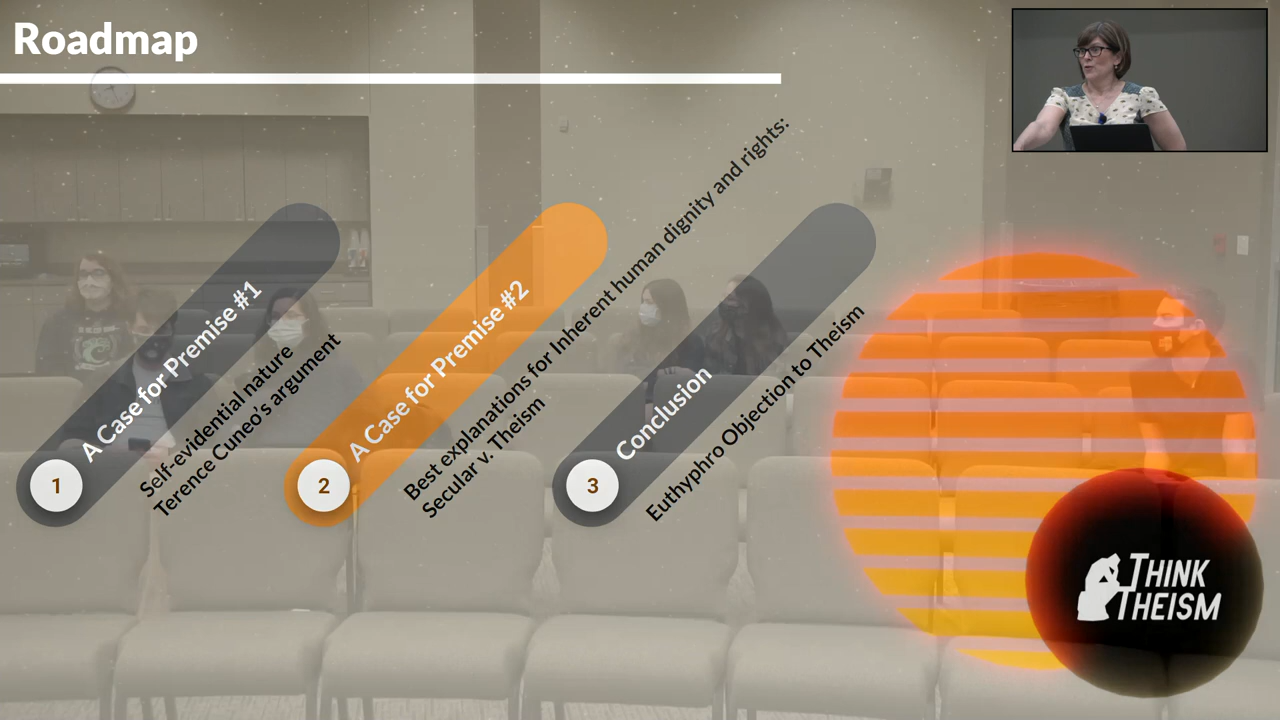 Roadmap
1
A Case for Premise #1
Self-evidential nature
Terence Cuneo's argument
2
A Case for Premise #2
Best explanations for Inherent human dignity and rights:
Secular v. Theism
3
Conclusion
Euthyphro Objection to Theism
THINK
THEISM